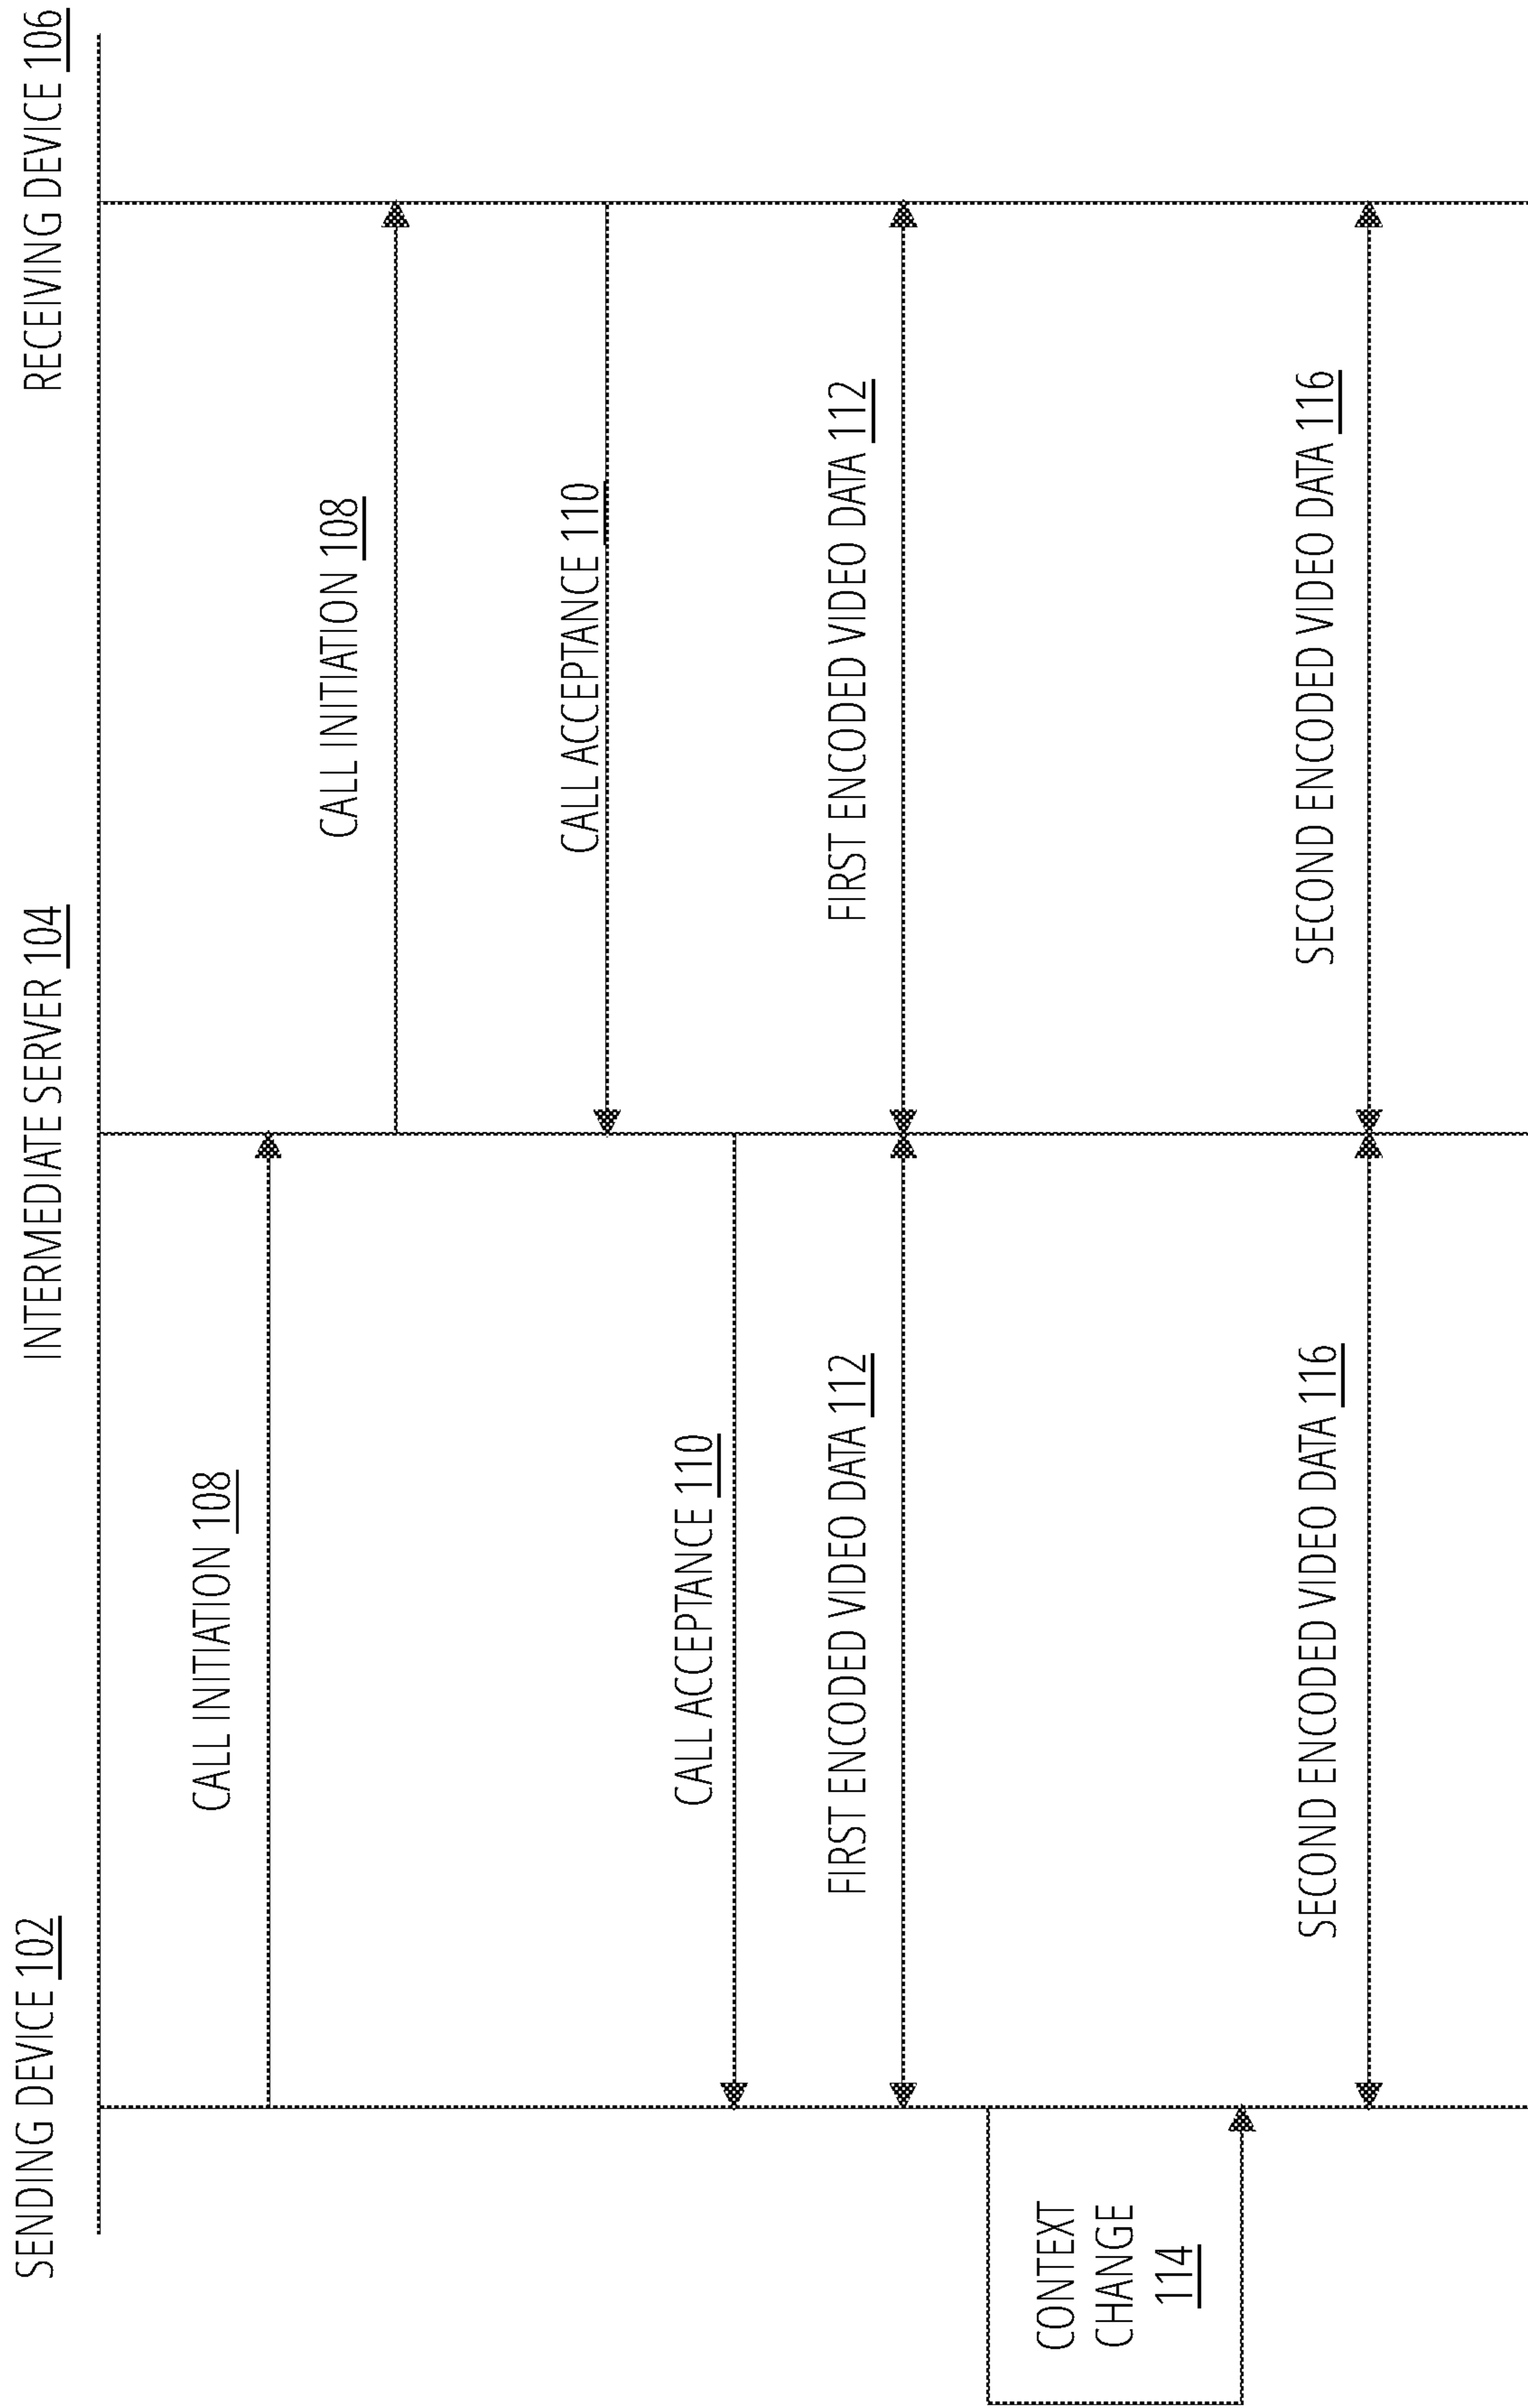 SENDING DEVICE 102
INTERMEDIATE SERVER 104
RECEIVING DEVICE 106
CALL INITIATION 108
CALL INITIATION 108
CALL ACCEPTANCE 110
CALL ACCEPTANCE 110
FIRST ENCODED VIDEO DATA 112
FIRST ENCODED VIDEO DATA 112
CONTEXT
CHANGE
114
SECOND ENCODED VIDEO DATA 116
SECOND ENCODED VIDEO DATA 116